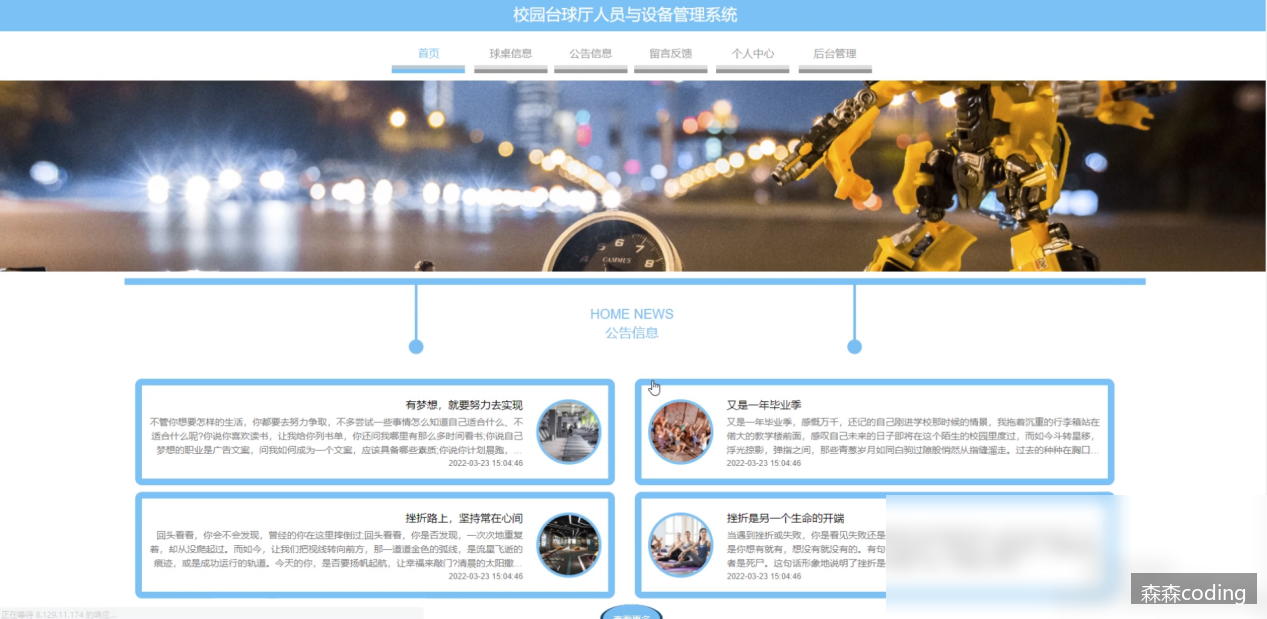 校园台球厅人员与设备管理系统
首页 球桌信息 公告信息 留言反馈 个人中心 后台管理
6 7 8
CAMMUS
HOME NEWS
公告信息
有梦想，就要努力去实现
不管你想要怎样的生活，你都要去努力争取，不多尝试一些事情怎么知道自己适合什么、不
适合什么呢?你说你喜欢读书，让我给你列书单，你还问我哪里有那么多时间看书;你说自己
梦想的职业是广告文案，问我如何成为一个文案，应该具备哪些素质;你说你计划晨跑，...
2022-03-23 15:04:46
又是一年毕业季
又是一年毕业季，感慨万千，还记的自己刚进学校那时候的情景，我拖着沉重的行李箱站在
偌大的教学楼前面，感叹自己未来的日子即将在这个陌生的校园里度过，而如今斗转星移，
浮光掠影，弹指之间，那些青葱岁月如同白驹过隙般悄然从指缝溜走。过去的种种在胸口...
2022-03-23 15:04:46
挫折路上，坚持常在心间
回头看看，你会不会发现，曾经的你在这里摔倒过;回头看看，你是否发现，一次次地重复
着，却从没爬起过。而如今，让我们把视线转向前方，那一道道金色的弧线，是流星飞逝的
痕迹，或是成功运行的轨道。今天的你，是否要扬帆起航，让幸福来敲门?清晨的太阳撒...
2022-03-23 15:04:46
挫折是另一个生命的开端
当遇到挫折或失败，你是看见失败还是
是你想有就有，想没有就没有的。有句
者是死尸。这句话形象地说明了挫折是
2022-03-23 15:04:46
正在等待 8.129.11.174 的响应...
森森coding